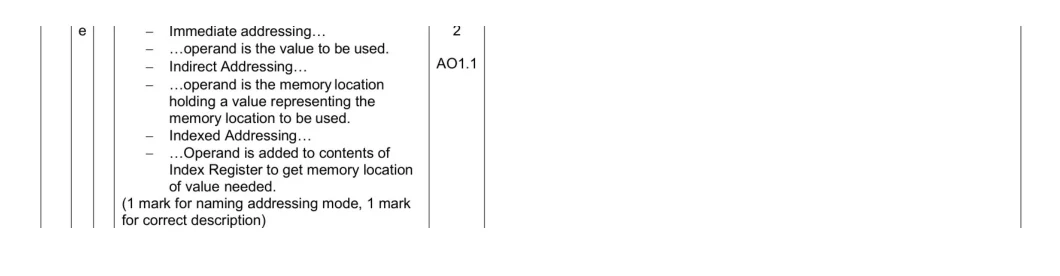 e – Immediate addressing… 2
– …operand is the value to be used.
– Indirect Addressing… AO1.1
– …operand is the memory location
holding a value representing the
memory location to be used.
– Indexed Addressing…
– …Operand is added to contents of
Index Register to get memory location
of value needed.
(1 mark for naming addressing mode, 1 mark
for correct description)